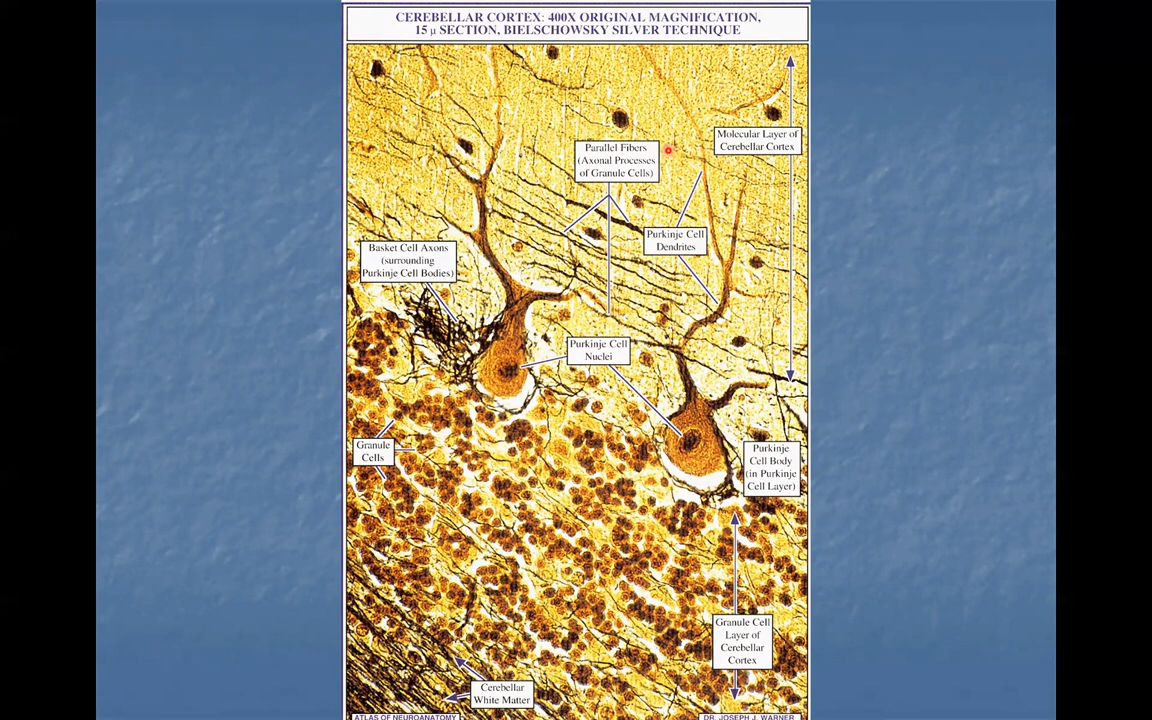 CEREBELLAR CORTEX: 400X ORIGINAL MAGNIFICATION,
15 μ SECTION, BIELSCHOWSKY SILVER TECHNIQUE
Molecular Layer of
Cerebellar Cortex
Parallel Fibers
(Axonal Processes
of Granule Cells)
Purkinje Cell
Dendrites
Basket Cell Axons
(surrounding
Purkinje Cell Bodies)
Purkinje Cell
Nuclei
Granule
Cells
Purkinje
Cell Body
(in Purkinje
Cell Layer)
Granule Cell
Layer of
Cerebellar
Cortex
Cerebellar
White Matter
ATLAS OF NEUROANATOMY
DR. JOSEPH J. WARNER